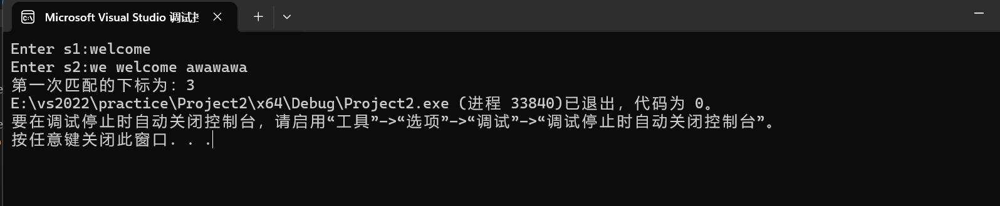 Microsoft Visual Studio 调试
Enter s1:welcome
Enter s2:we welcome awawawa
第一次匹配的下标为：3
E:\vs2022\practice\Project2\x64\Debug\Project2.exe (进程 33840)已退出，代码为 0。
要在调试停止时自动关闭控制台，请启用“工具”->“选项”->“调试”->“调试停止时自动关闭控制台”。
按任意键关闭此窗口. . .